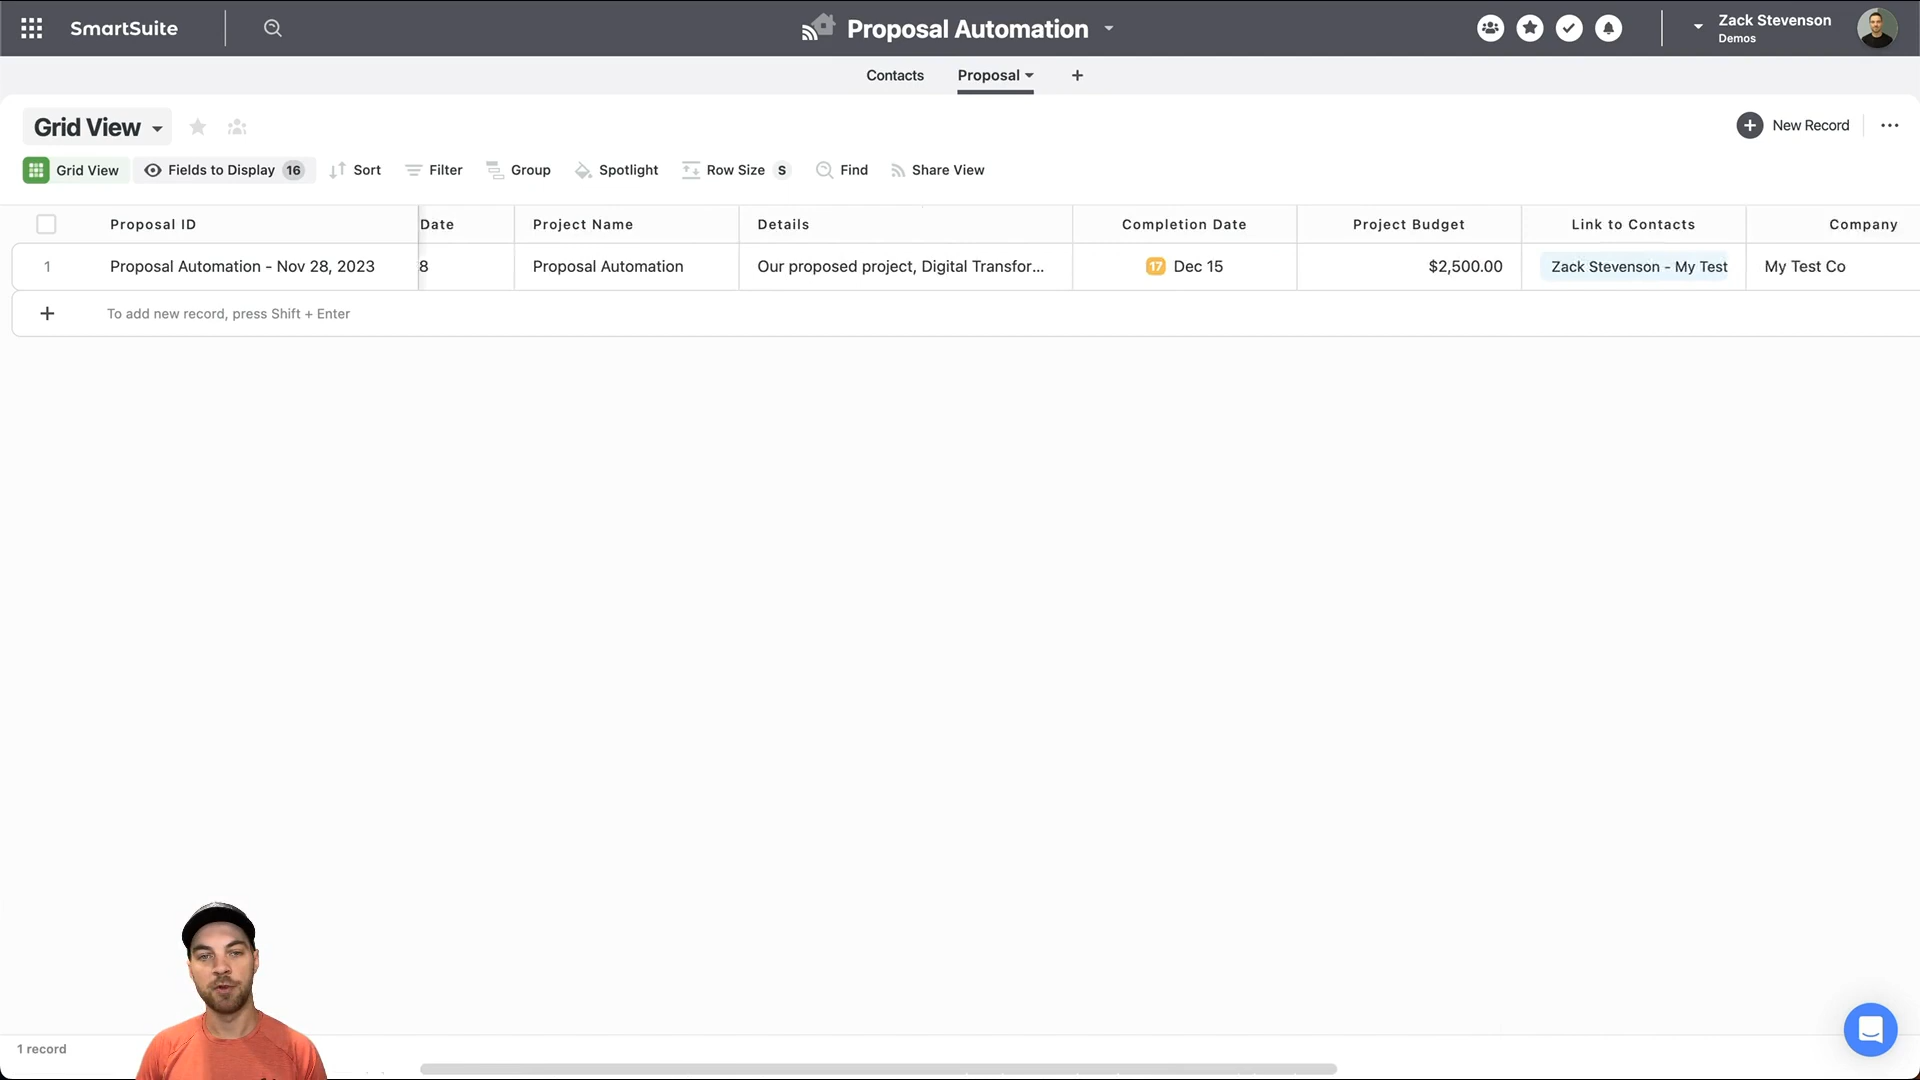 SmartSuite
Proposal Automation
Zack Stevenson
Demos
Contacts
Proposal
+
Grid View
New Record
Grid View
Fields to Display 16
Sort
Filter
Group
Spotlight
Row Size S
Find
Share View
Proposal ID
Date
Project Name
Details
Completion Date
Project Budget
Link to Contacts
Company
1
Proposal Automation - Nov 28, 2023
8
Proposal Automation
Our proposed project, Digital Transfor...
17 Dec 15
$2,500.00
Zack Stevenson - My Test
My Test Co
To add new record, press Shift + Enter
1 record